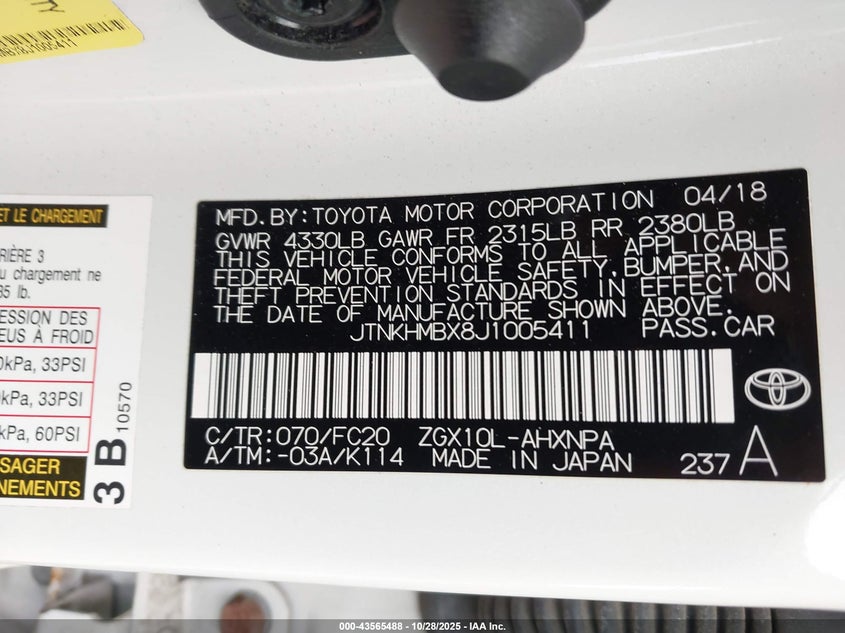 J1005411
ET LE CHARGEMENT
RIÈRE 3
u chargement ne
35 lb.
ESSION DES
EUS À FROID
0kPa, 33PSI
kPa, 33PSI
kPa, 60PSI
SAGER
NEMENTS
3B 10570
MFD. BY: TOYOTA MOTOR CORPORATION 04/18
GVWR 4330LB GAWR FR 2315LB RR 2380LB
THIS VEHICLE CONFORMS TO ALL APPLICABLE
FEDERAL MOTOR VEHICLE SAFETY, BUMPER, AND
THEFT PREVENTION STANDARDS IN EFFECT ON
THE DATE OF MANUFACTURE SHOWN ABOVE.
JTNKHMBX8J1005411 PASS. CAR
C/TR: 070/FC20 ZGX10L-AHXNPA
A/TM: -03A/K114 MADE IN JAPAN 237 A
000-43565488 | 10/28/2025 | IAA Inc.